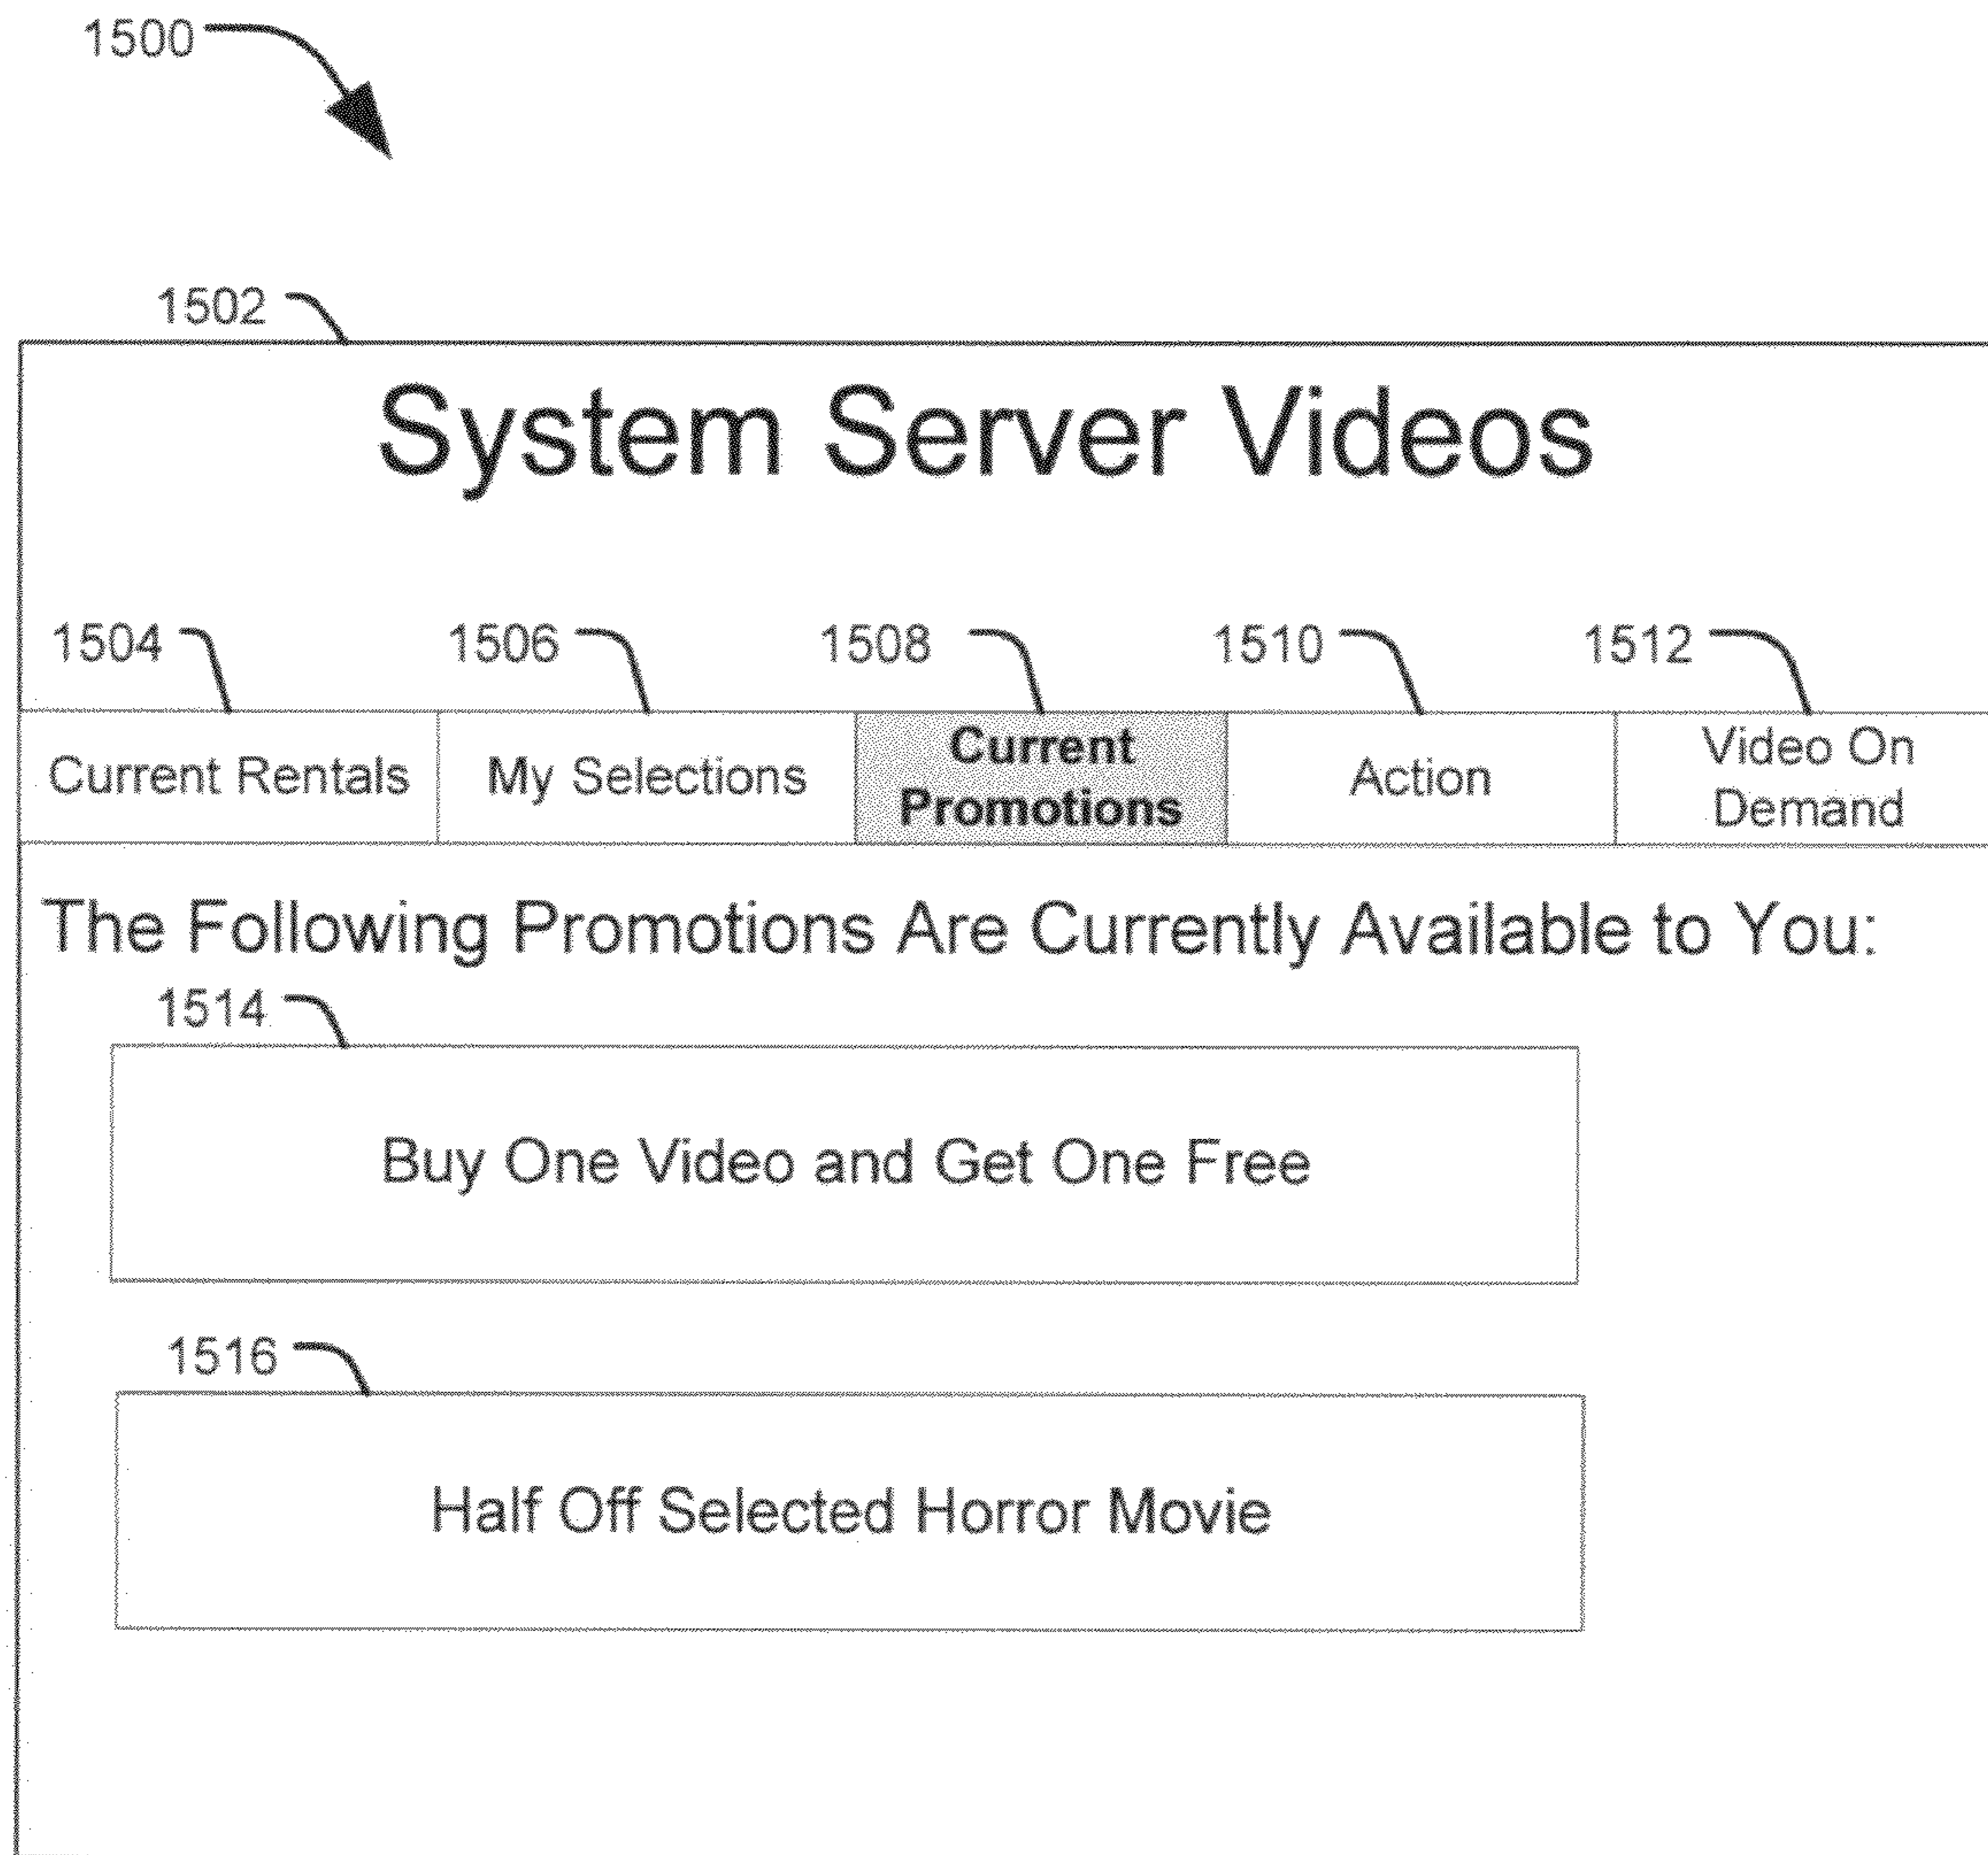 1500
1502
System Server Videos
1504 1506 1508 1510 1512
Current Rentals My Selections Current Promotions Action Video On Demand
The Following Promotions Are Currently Available to You:
1514
Buy One Video and Get One Free
1516
Half Off Selected Horror Movie